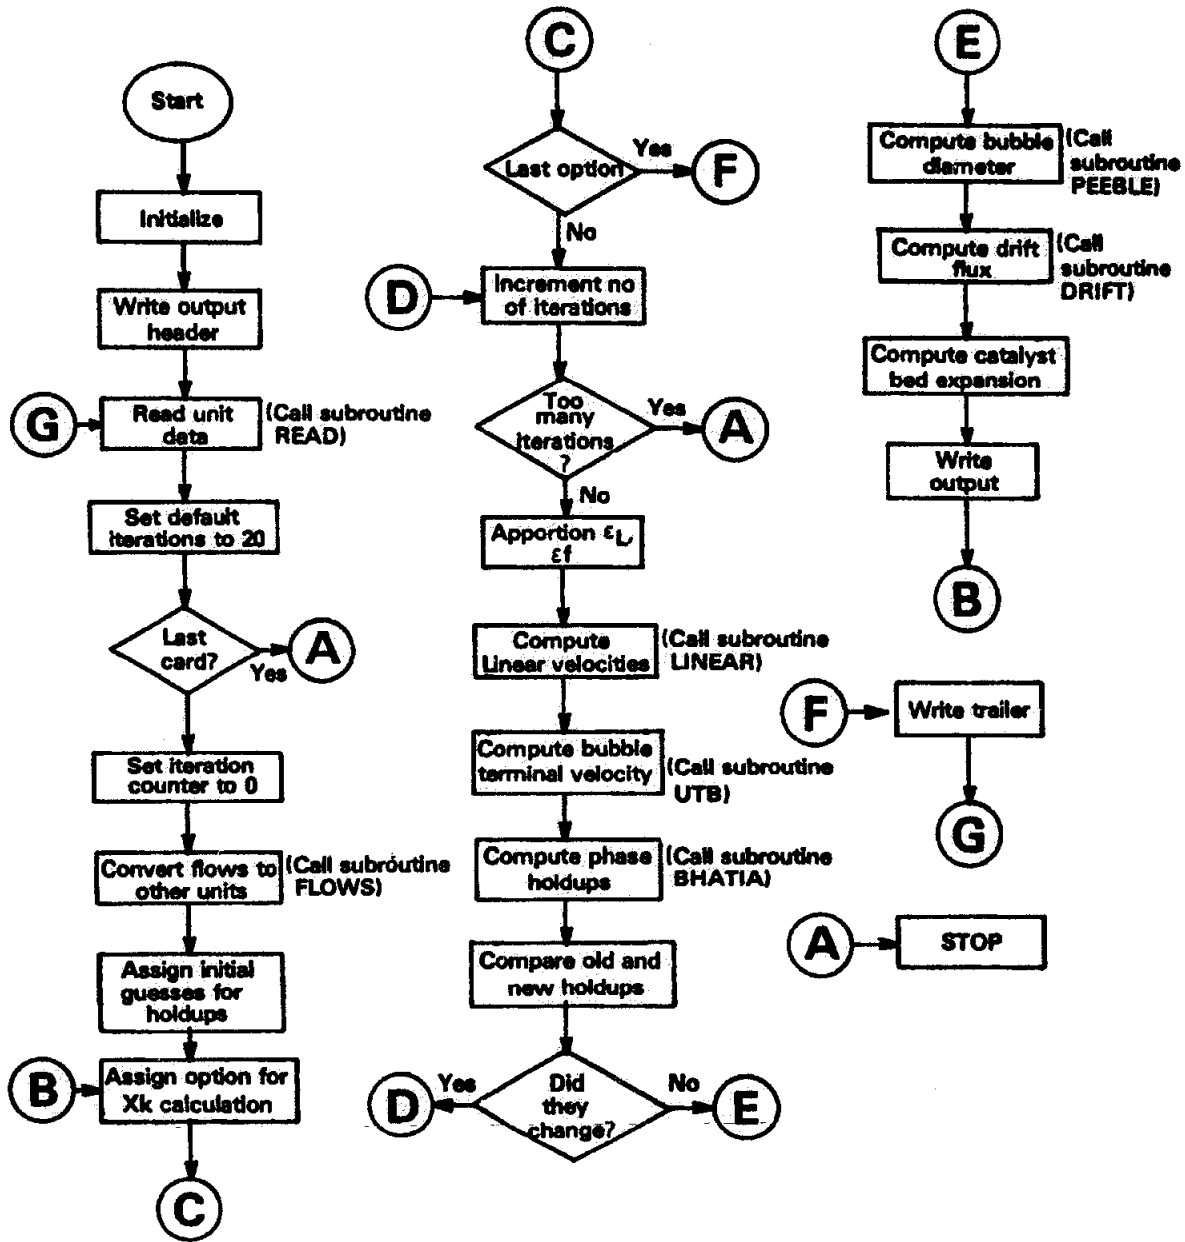 Start
Initialize
Write output
header
G
Read unit
data
(Call subroutine
READ)
Set default
iterations to 20
Last
card?
Yes
A
Set iteration
counter to 0
Convert flows to
other units
(Call subroutine
FLOWS)
Assign initial
guesses for
holdups
B
Assign option for
Xk calculation
C
C
Last option
Yes
F
No
D
Increment no
of iterations
Too
many
iterations
?
Yes
A
No
Apportion εL,
εf
Compute
Linear velocities
(Call subroutine
LINEAR)
Compute bubble
terminal velocity
(Call subroutine
UTB)
Compute phase
holdups
(Call subroutine
BHATIA)
Compare old and
new holdups
Did
they
change?
Yes
D
No
E
E
Compute bubble
diameter
(Call
subroutine
PEEBLE)
Compute drift
flux
(Call
subroutine
DRIFT)
Compute catalyst
bed expansion
Write
output
B
F
Write trailer
G
A
STOP